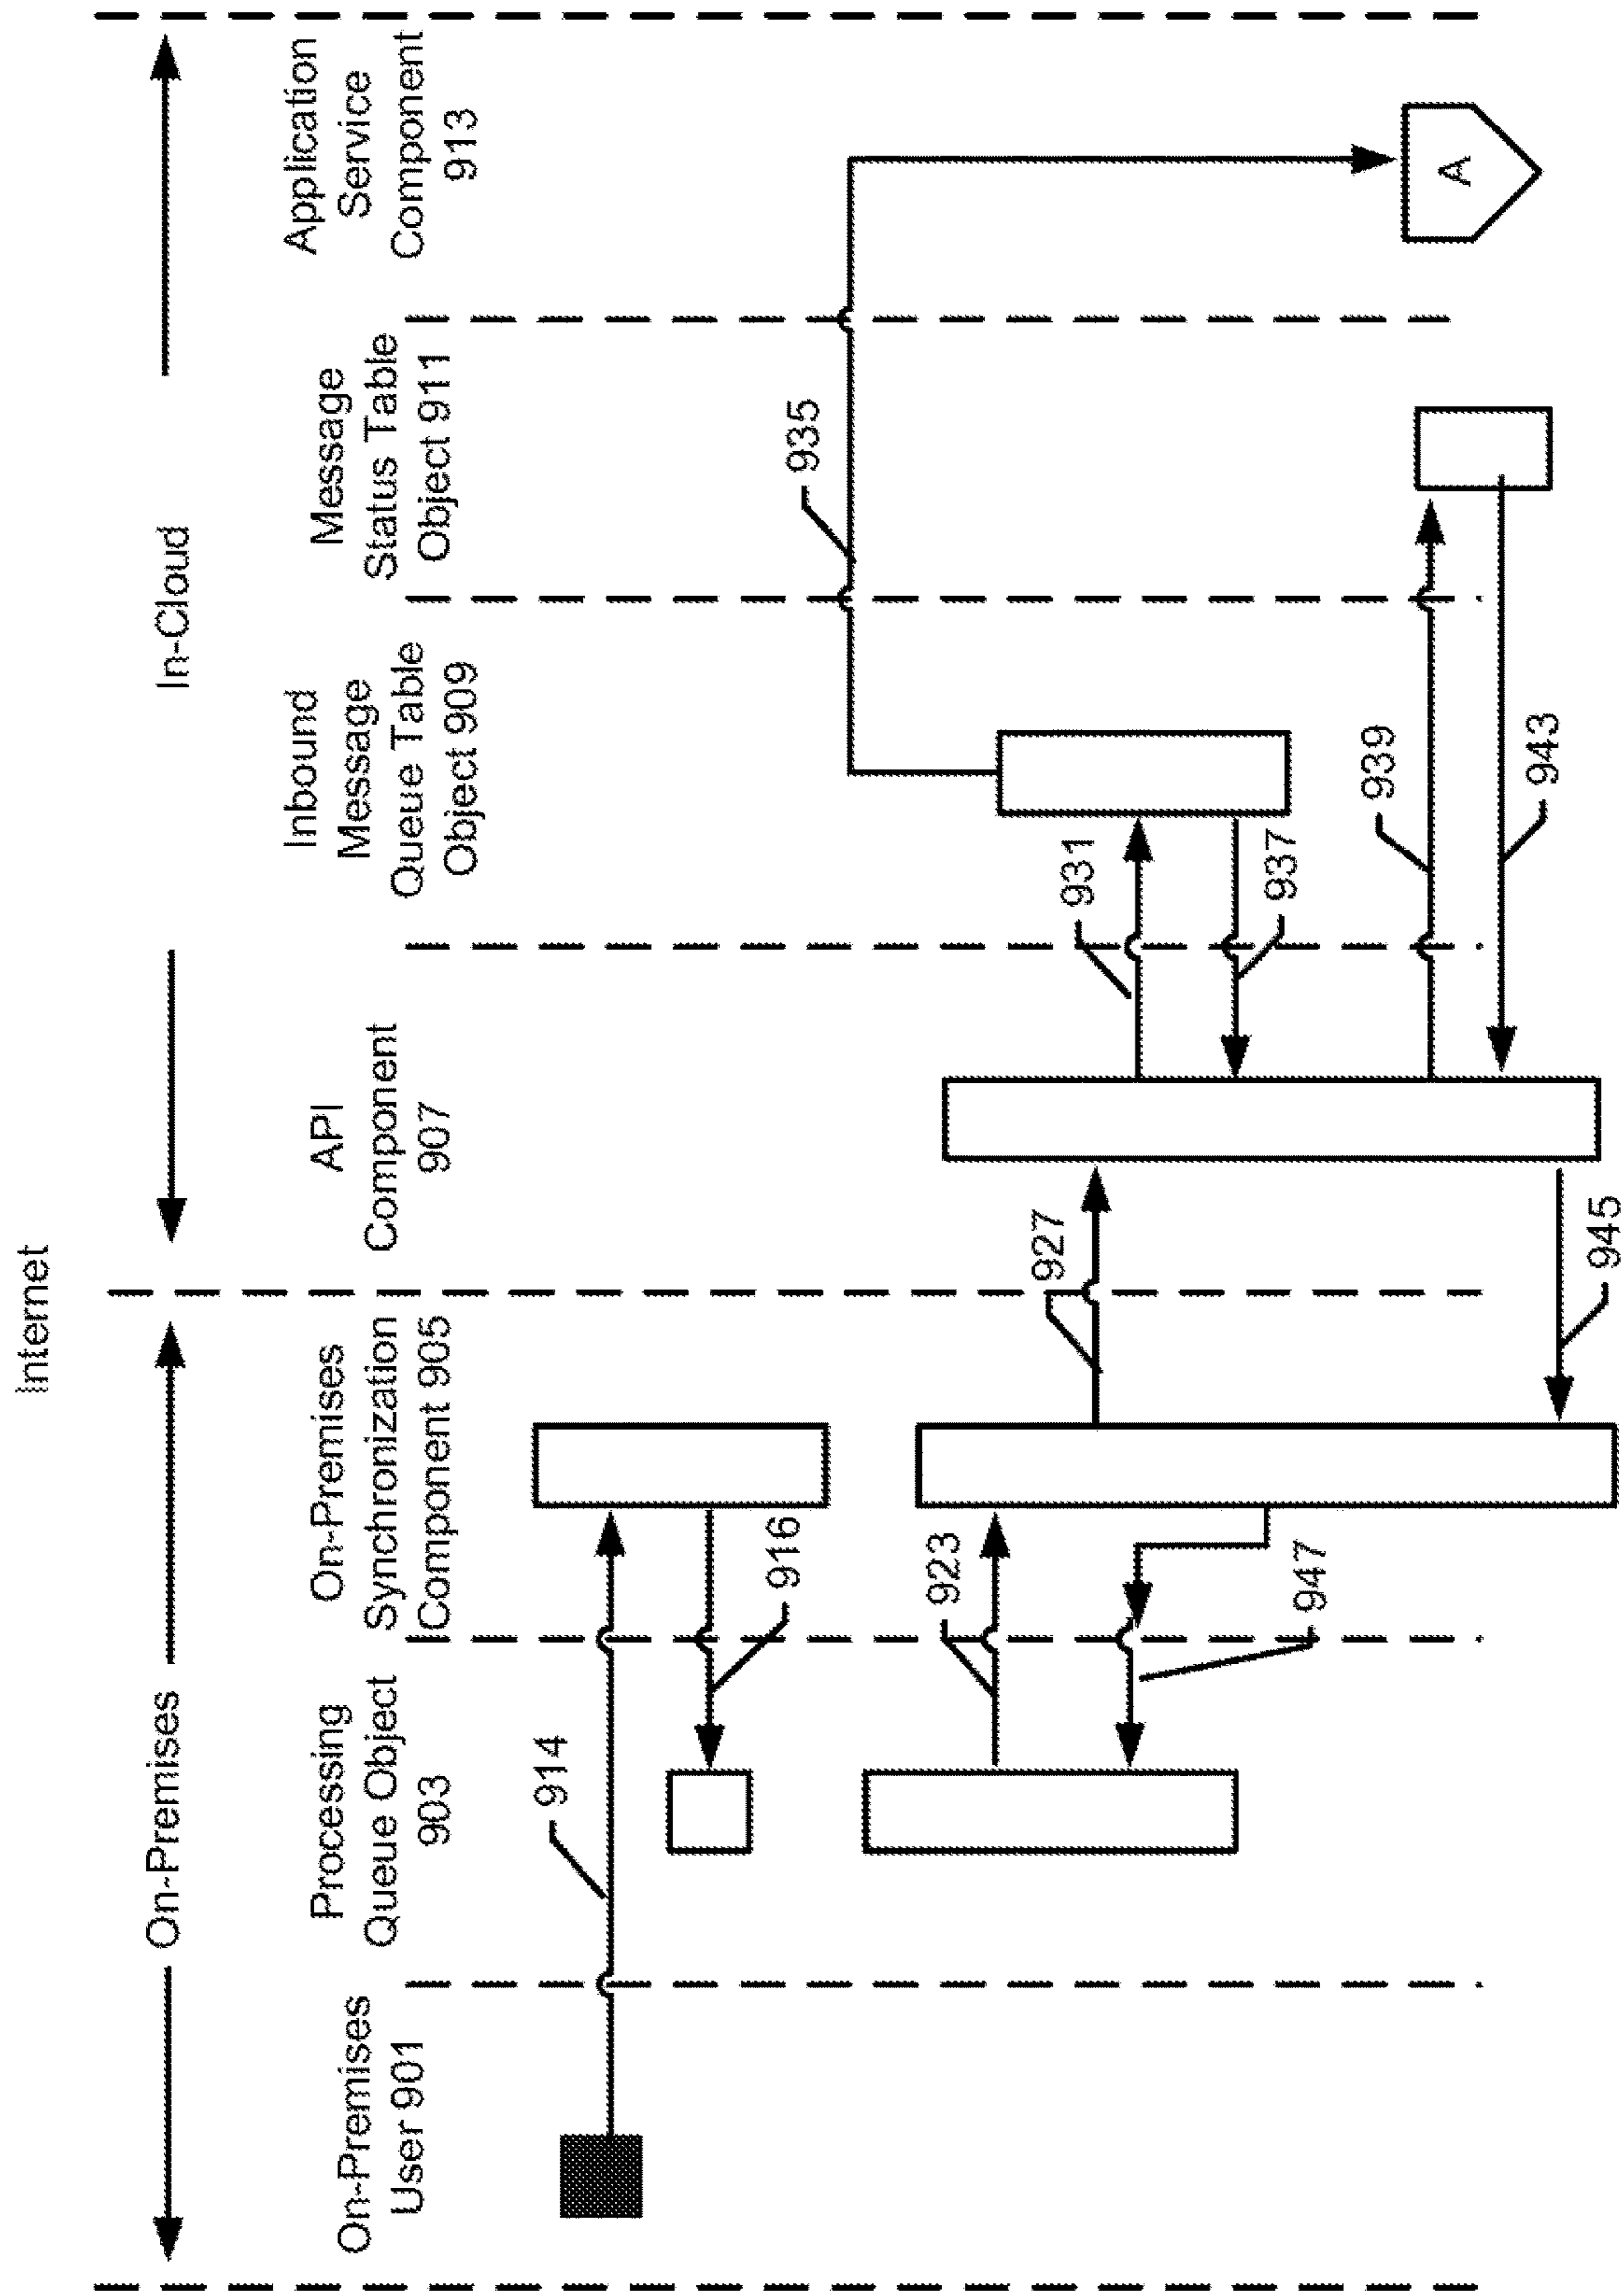 Internet
On-Premises
In-Cloud
On-Premises
User 901
Processing
Queue Object
903
On-Premises
Synchronization
Component 905
API
Component
907
Inbound
Message
Queue Table
Object 909
Message
Status Table
Object 911
Application
Service
Component
913
914
916
923
927
931
935
937
939
943
945
947
A